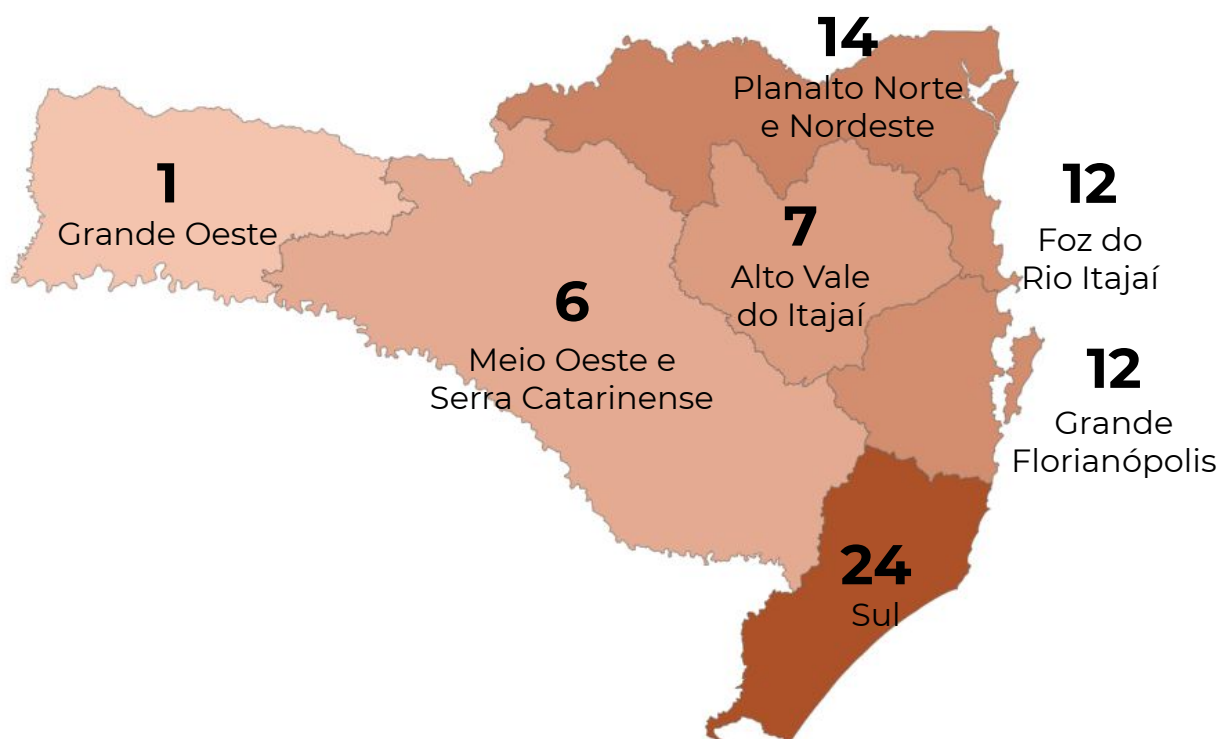 14
Planalto Norte
e Nordeste
1
Grande Oeste
12
Foz do
Rio Itajaí
7
Alto Vale
do Itajaí
6
Meio Oeste e
Serra Catarinense
12
Grande
Florianópolis
24
Sul